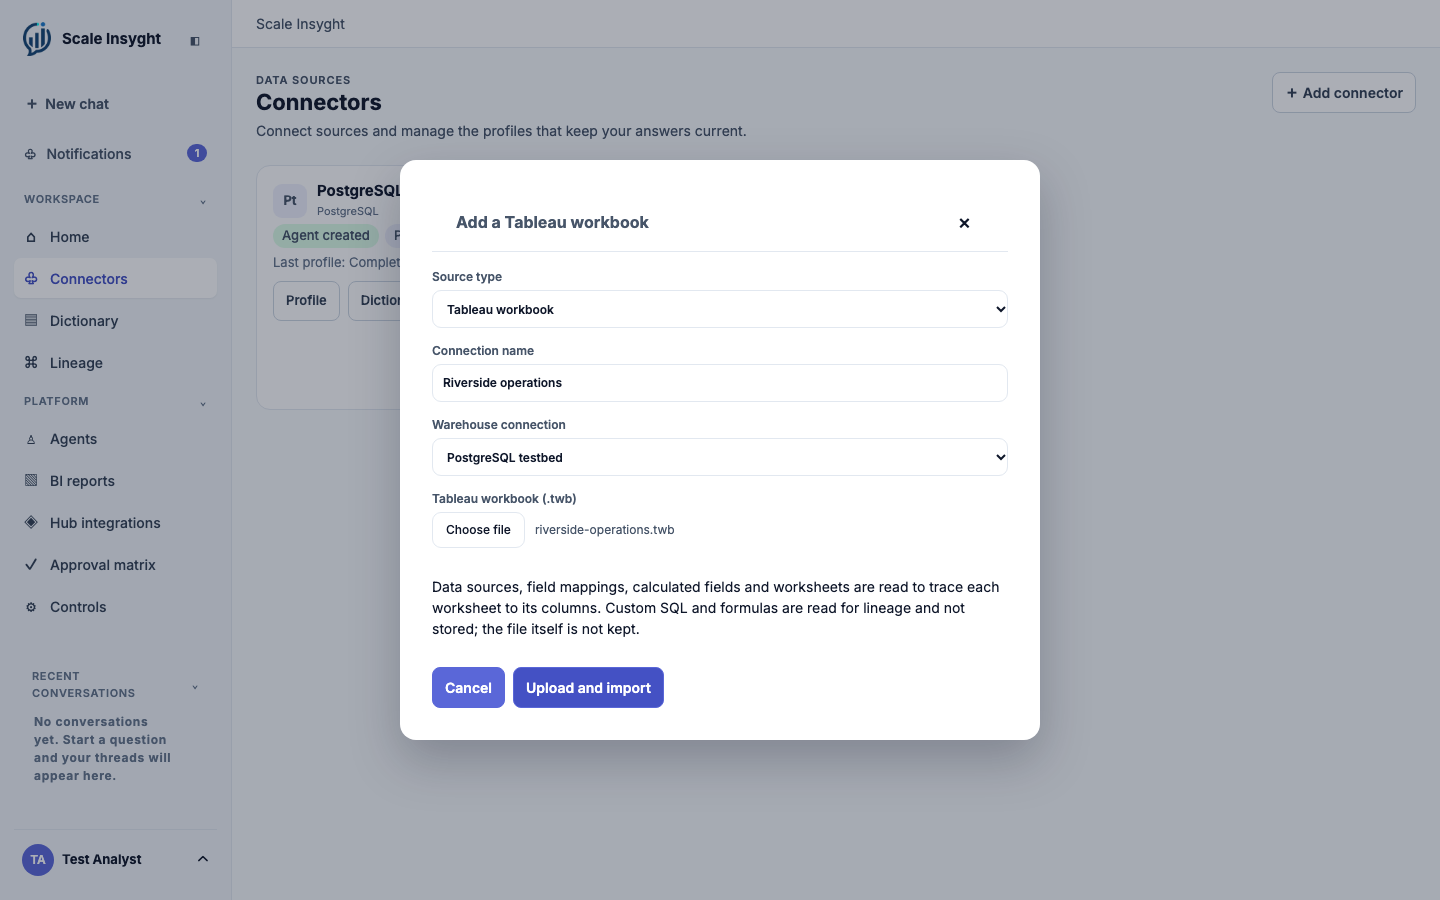 Scale Insyght
Scale Insyght
+ New chat
Notifications 1
WORKSPACE
Home
Connectors
Dictionary
Lineage
PLATFORM
Agents
BI reports
Hub integrations
Approval matrix
Controls
RECENT
CONVERSATIONS
No conversations
yet. Start a question
and your threads will
appear here.
TA Test Analyst
DATA SOURCES
Connectors
Connect sources and manage the profiles that keep your answers current.
+ Add connector
Pt PostgreSQL
PostgreSQL
Agent created
Last profile: Complet
Profile
Add a Tableau workbook ×
Source type
Tableau workbook
Connection name
Riverside operations
Warehouse connection
PostgreSQL testbed
Tableau workbook (.twb)
Choose file riverside-operations.twb
Data sources, field mappings, calculated fields and worksheets are read to trace each
worksheet to its columns. Custom SQL and formulas are read for lineage and not
stored; the file itself is not kept.
Cancel Upload and import